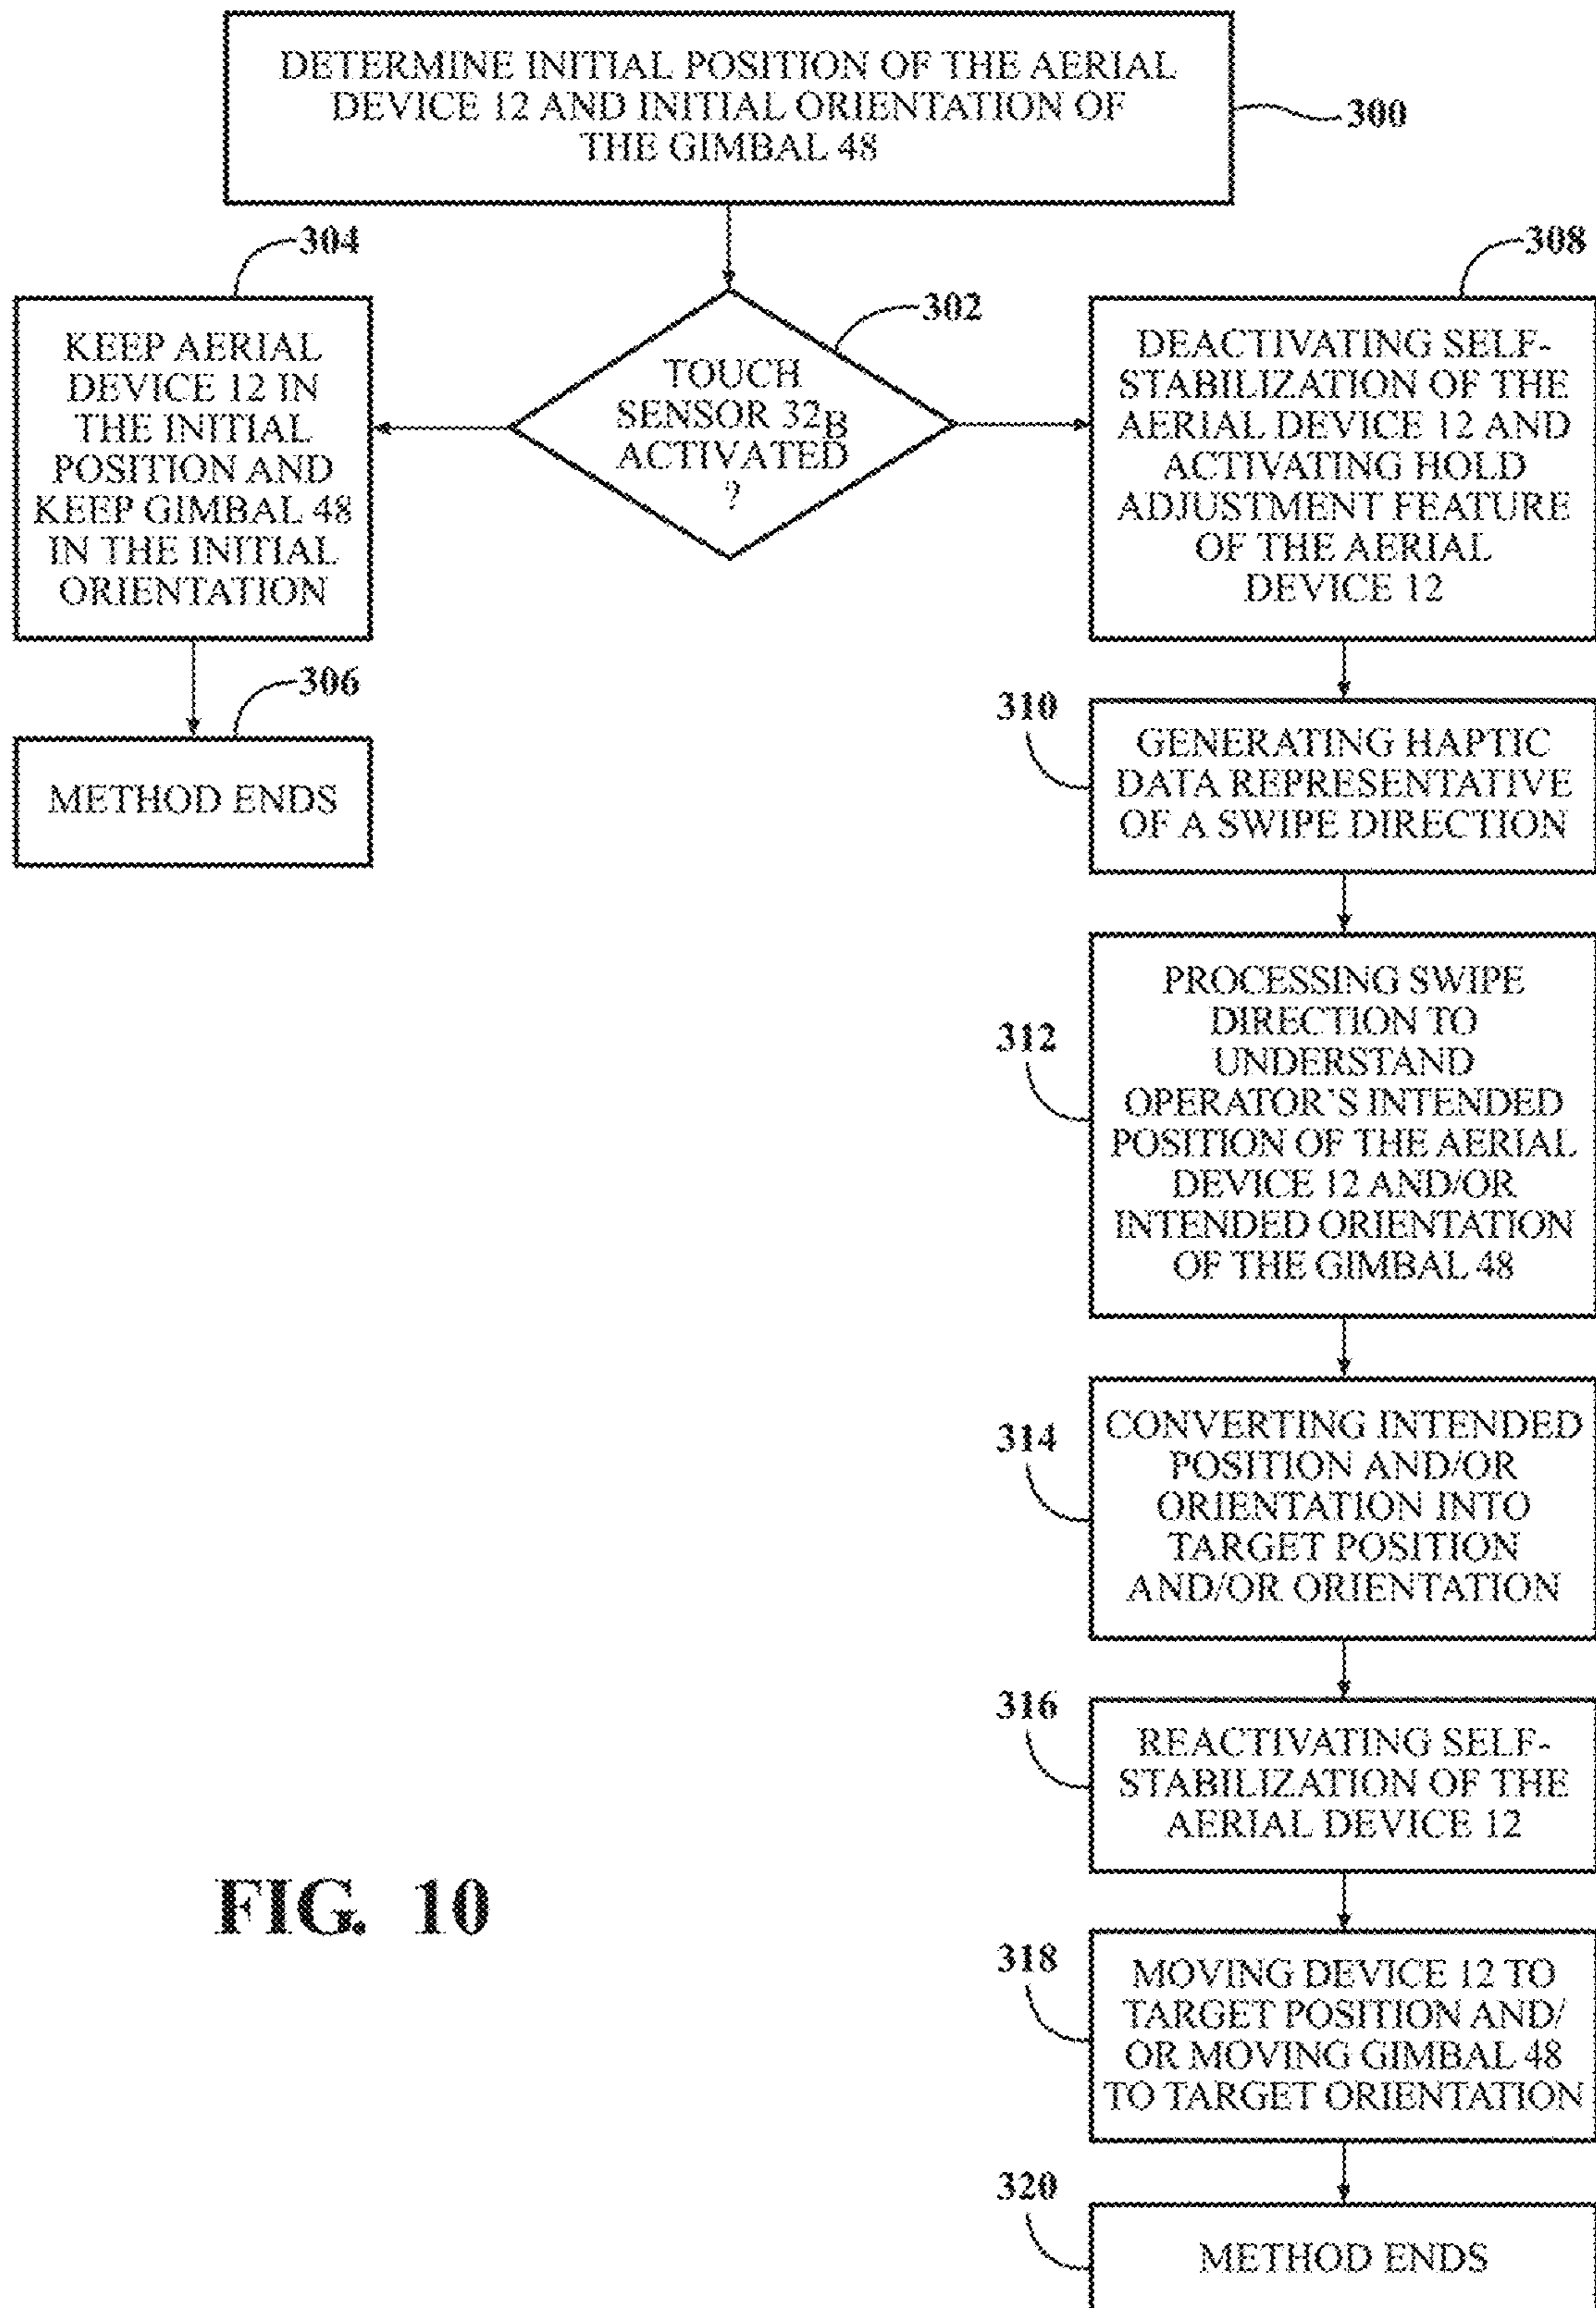 DETERMINE INITIAL POSITION OF THE AERIAL
DEVICE 12 AND INITIAL ORIENTATION OF
THE GIMBAL 48
300
304
KEEP AERIAL
DEVICE 12 IN
THE INITIAL
POSITION AND
KEEP GIMBAL 48
IN THE INITIAL
ORIENTATION
306
METHOD ENDS
302
TOUCH
SENSOR 32B
ACTIVATED
?
308
DEACTIVATING SELF-
STABILIZATION OF THE
AERIAL DEVICE 12 AND
ACTIVATING HOLD
ADJUSTMENT FEATURE
OF THE AERIAL
DEVICE 12
310
GENERATING HAPTIC
DATA REPRESENTATIVE
OF A SWIPE DIRECTION
312
PROCESSING SWIPE
DIRECTION TO
UNDERSTAND
OPERATOR'S INTENDED
POSITION OF THE AERIAL
DEVICE 12 AND/OR
INTENDED ORIENTATION
OF THE GIMBAL 48
314
CONVERTING INTENDED
POSITION AND/OR
ORIENTATION INTO
TARGET POSITION
AND/OR ORIENTATION
316
REACTIVATING SELF-
STABILIZATION OF THE
AERIAL DEVICE 12
318
MOVING DEVICE 12 TO
TARGET POSITION AND/
OR MOVING GIMBAL 48
TO TARGET ORIENTATION
320
METHOD ENDS
FIG. 10